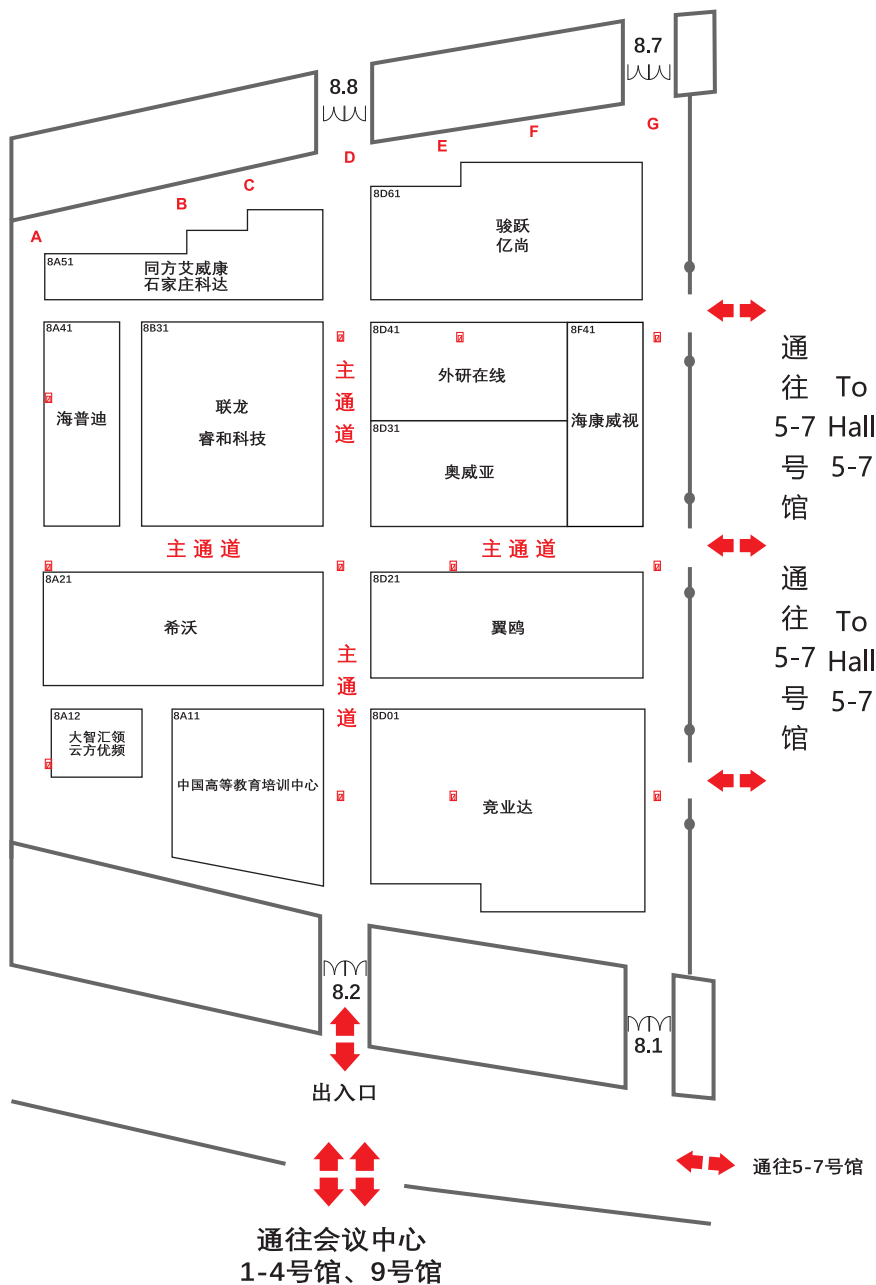 8.7
8.8
G
F
E
D
C
B
A
8D61
骏跃
亿尚
8A51
同方艾威康
石家庄科达
8A41
海普迪
8B31
联龙
睿和科技
主
通
道
8D41
外研在线
8F41
海康威视
8D31
奥威亚
通
往
5-7
号
馆
To
Hall
5-7
主通道
主通道
8A21
希沃
8D21
翼鸥
通
往
5-7
号
馆
To
Hall
5-7
主
通
道
8A12
大智汇领
云方优频
8A11
中国高等教育培训中心
8D01
竞业达
8.2
8.1
出入口
通往5-7号馆
通往会议中心
1-4号馆、9号馆